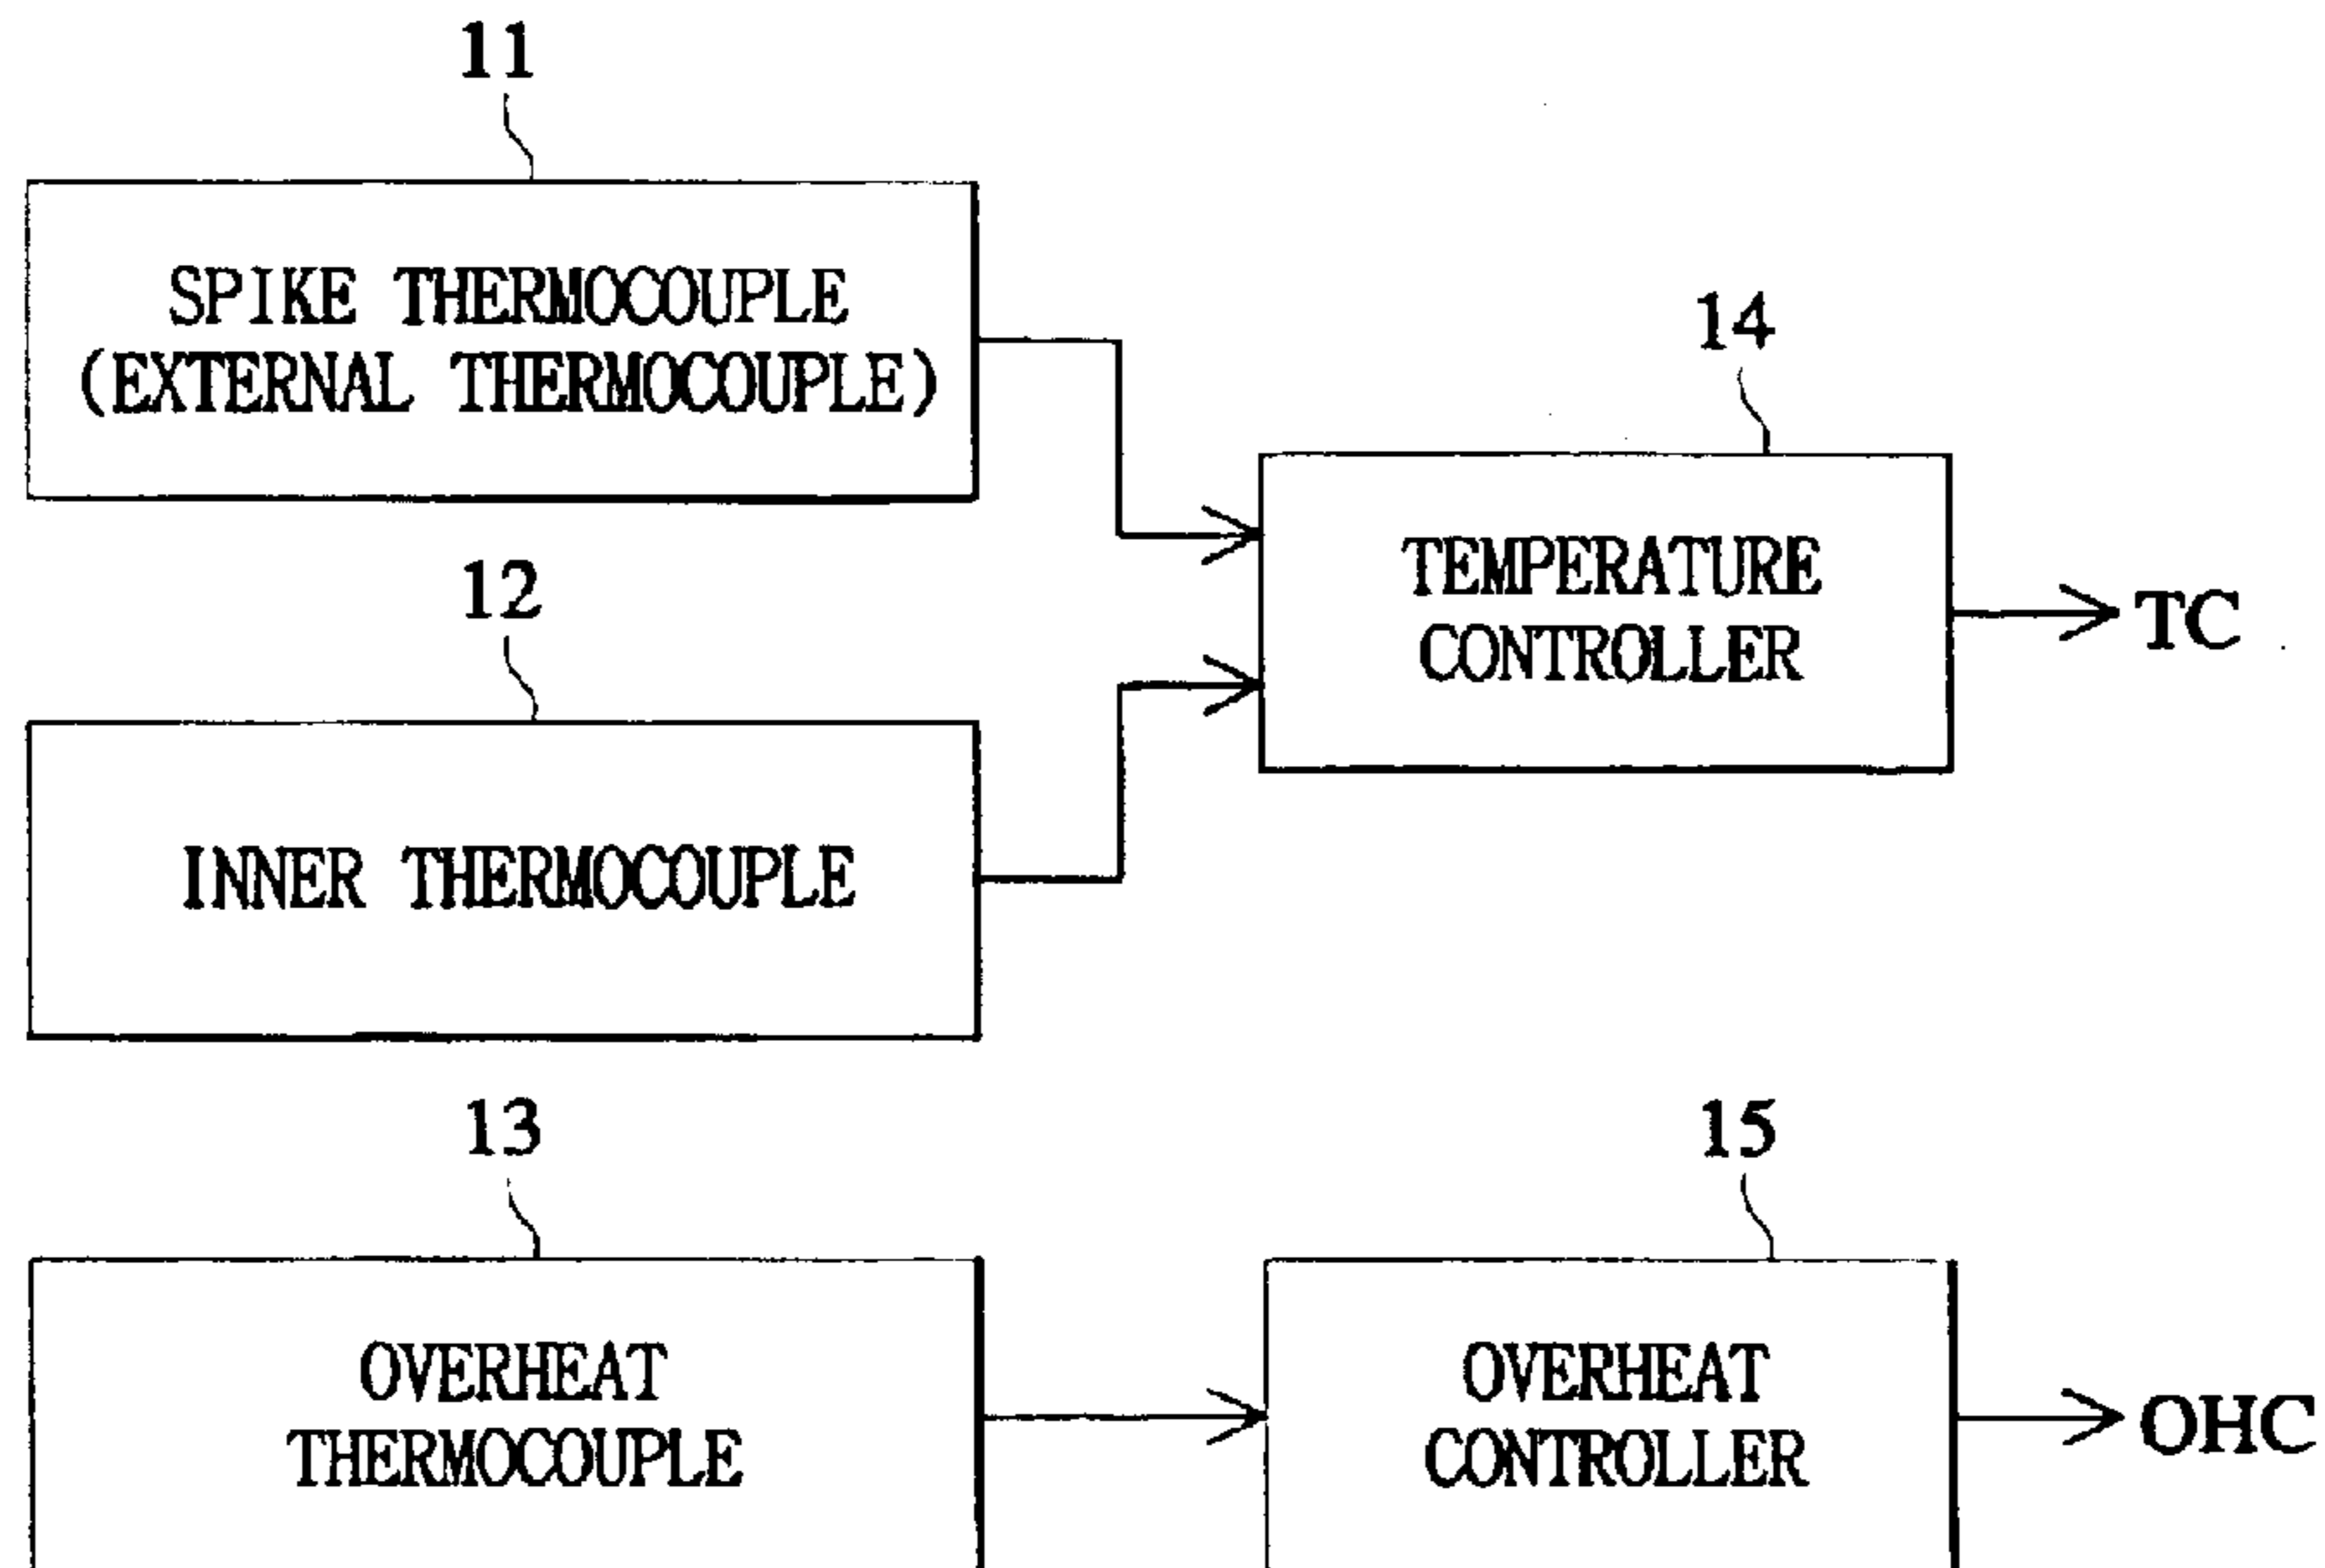 11
SPIKE THERMOCOUPLE
(EXTERNAL THERMOCOUPLE)
14
TEMPERATURE
CONTROLLER
TC
12
INNER THERMOCOUPLE
13
OVERHEAT
THERMOCOUPLE
15
OVERHEAT
CONTROLLER
OHC